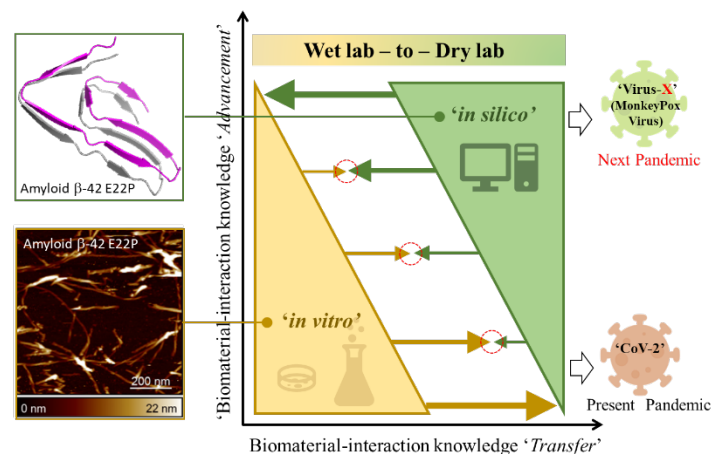 Amyloid β-42 E22P
Amyloid β-42 E22P
200 nm
0 nm
22 nm
'Biomaterial-interaction knowledge 'Advancement'
Wet lab – to – Dry lab
'in silico'
'in vitro'
Biomaterial-interaction knowledge 'Transfer'
'Virus-X'
(MonkeyPox
Virus)
Next Pandemic
'CoV-2'
Present Pandemic